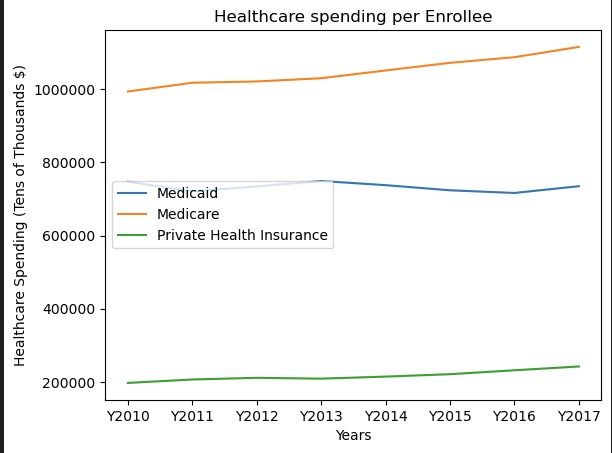 Healthcare spending per Enrollee
Healthcare Spending (Tens of Thousands $)
1000000
800000
600000
400000
200000
Medicaid
Medicare
Private Health Insurance
Y2010 Y2011 Y2012 Y2013 Y2014 Y2015 Y2016 Y2017
Years